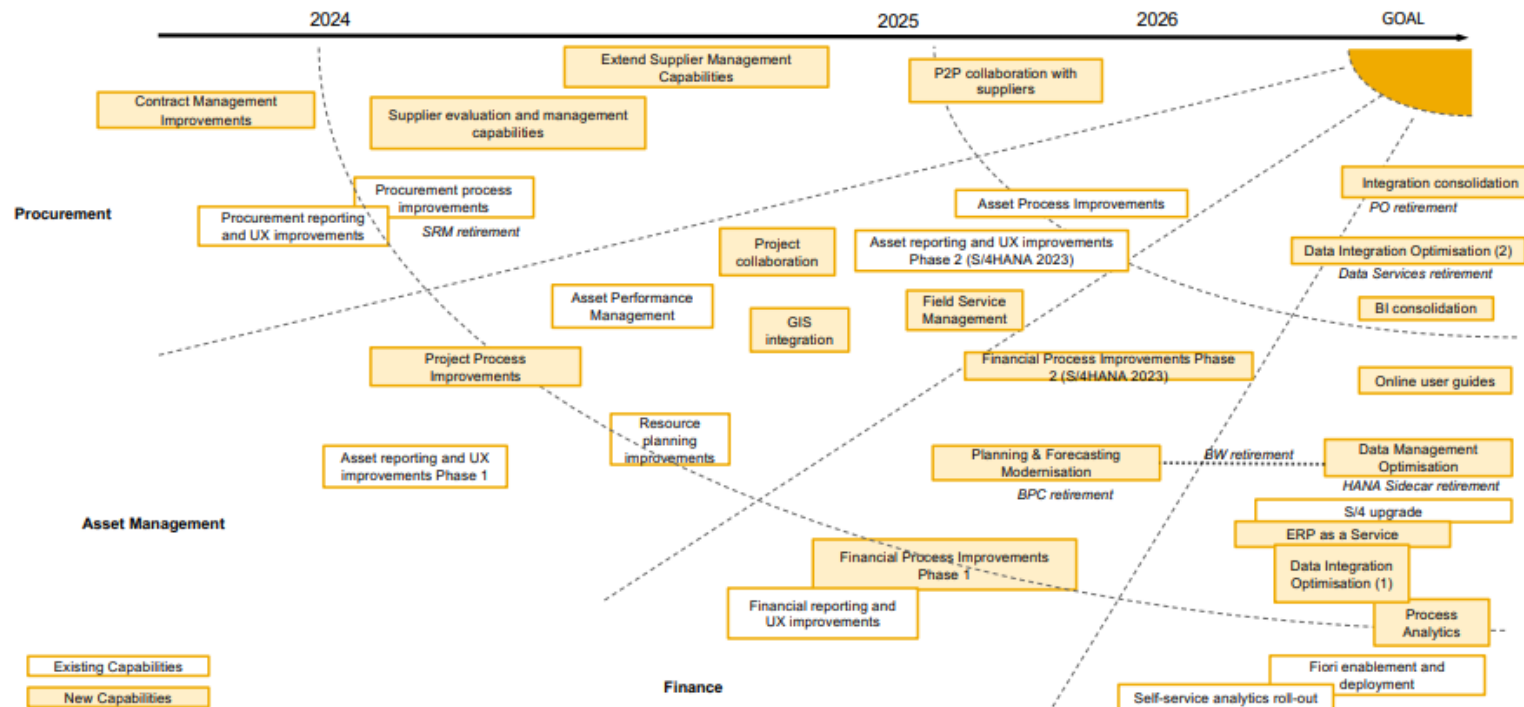 2024
2025
2026
GOAL
Extend Supplier Management
Capabilities
P2P collaboration with
suppliers
Contract Management
Improvements
Supplier evaluation and management
capabilities
Procurement
Procurement process
improvements
SRM retirement
Procurement reporting
and UX improvements
Integration consolidation
PO retirement
Asset Process Improvements
Project
collaboration
Asset reporting and UX improvements
Phase 2 (S/4HANA 2023)
Data Integration Optimisation (2)
Data Services retirement
Asset Performance
Management
GIS
integration
Field Service
Management
BI consolidation
Project Process
Improvements
Financial Process Improvements Phase
2 (S/4HANA 2023)
Online user guides
Resource
planning
improvements
Asset reporting and UX
improvements Phase 1
Planning & Forecasting
Modernisation
BPC retirement
BW retirement
Data Management
Optimisation
HANA Sidecar retirement
Asset Management
S/4 upgrade
ERP as a Service
Financial Process Improvements
Phase 1
Data Integration
Optimisation (1)
Financial reporting and
UX improvements
Process
Analytics
Existing Capabilities
New Capabilities
Finance
Fiori enablement and
deployment
Self-service analytics roll-out